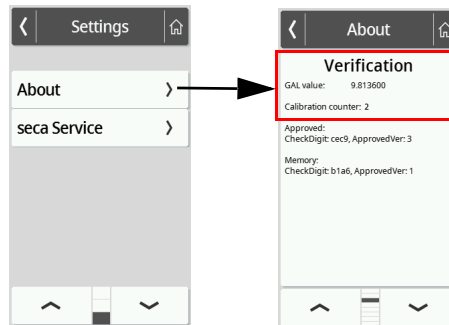 Settings
About
seca Service
About
Verification
GAL value: 9.813600
Calibration counter: 2
Approved:
CheckDigit: cec9, ApprovedVer: 3
Memory:
CheckDigit: b1a6, ApprovedVer: 1